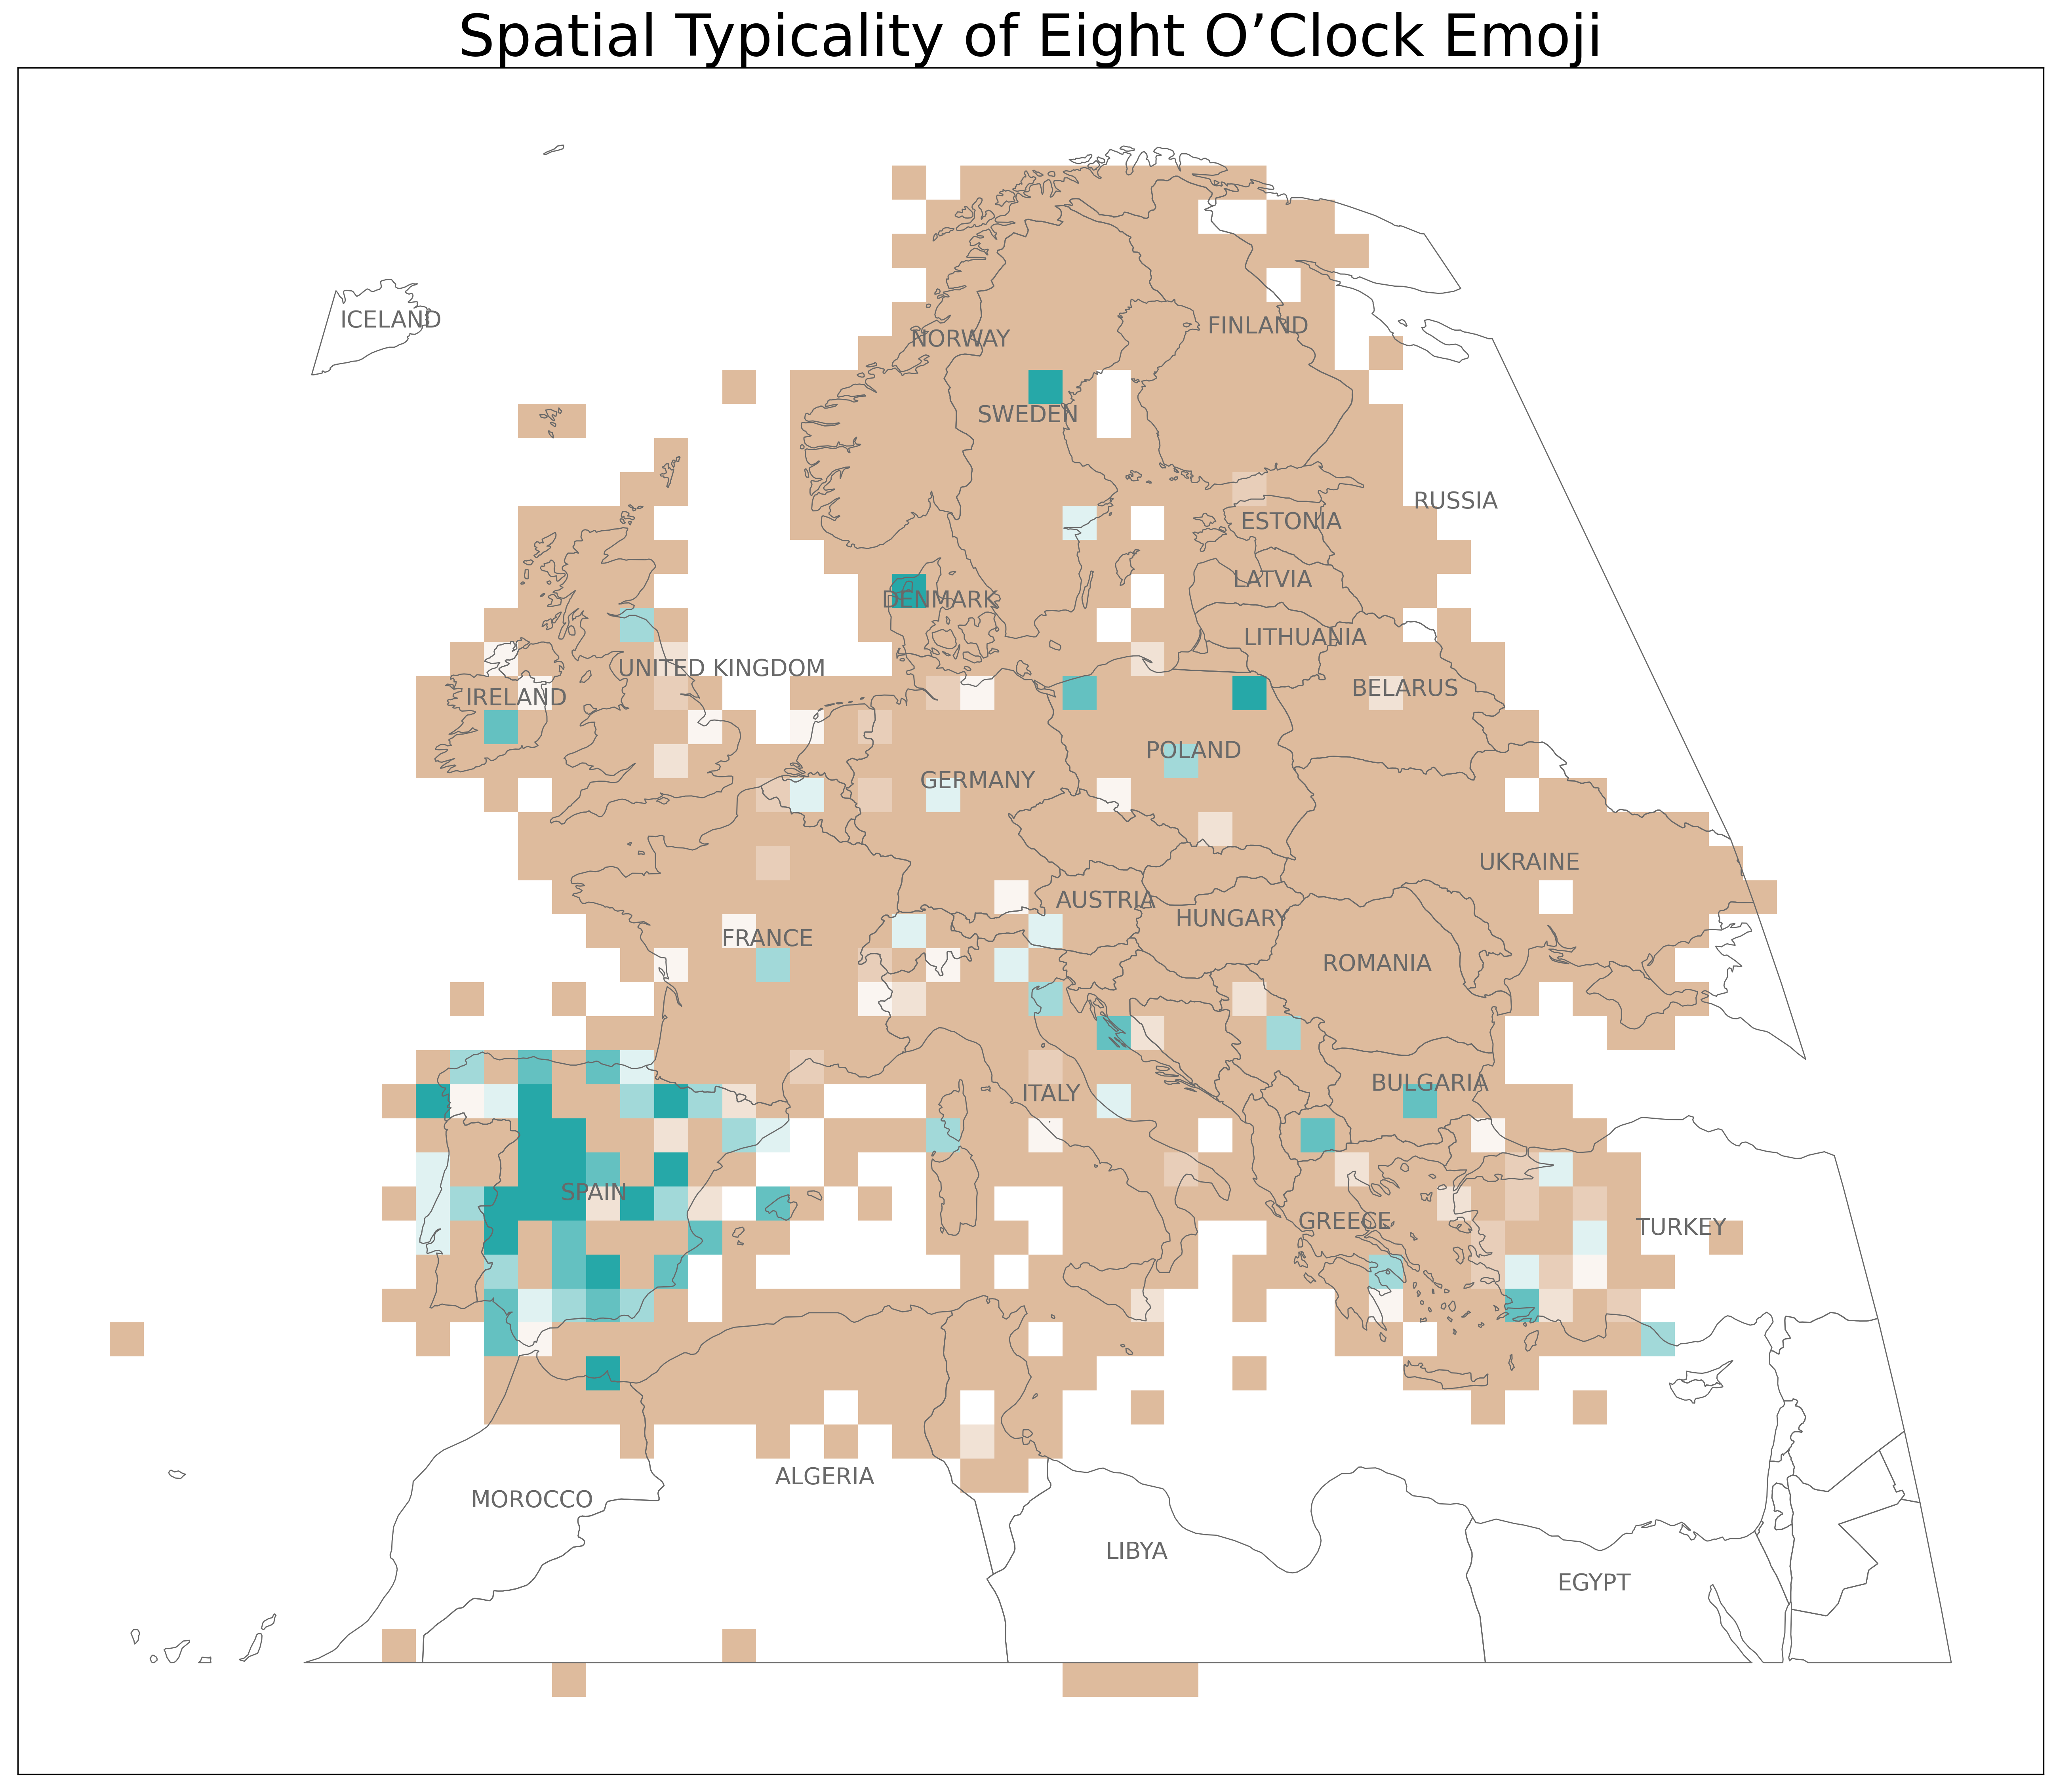 Spatial Typicality of Eight O’Clock Emoji
ICELAND
NORWAY
FINLAND
SWEDEN
RUSSIA
ESTONIA
LATVIA
DENMARK
LITHUANIA
UNITED KINGDOM
IRELAND
BELARUS
POLAND
GERMANY
UKRAINE
AUSTRIA
HUNGARY
FRANCE
ROMANIA
ITALY
BULGARIA
SPAIN
GREECE
TURKEY
ALGERIA
MOROCCO
LIBYA
EGYPT